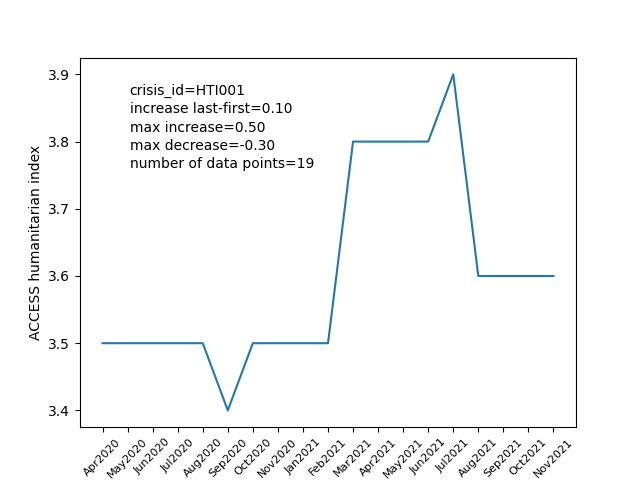 3.9
3.8
3.7
3.6
3.5
3.4
ACCESS humanitarian index
crisis_id=HTI001
increase last-first=0.10
max increase=0.50
max decrease=-0.30
number of data points=19
Apr2020
May2020
Jun2020
Jul2020
Aug2020
Sep2020
Oct2020
Nov2020
Jan2021
Feb2021
Mar2021
Apr2021
May2021
Jun2021
Jul2021
Aug2021
Sep2021
Oct2021
Nov2021